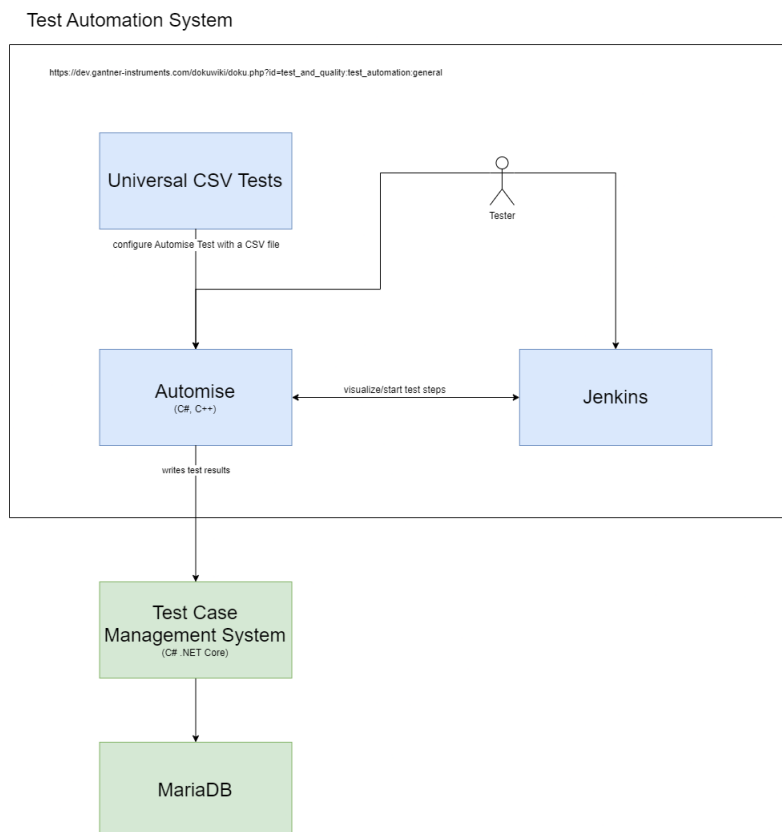 Test Automation System
https://dev.gantner-instruments.com/dokuwiki/doku.php?id=test_and_quality:test_automation:general
Universal CSV Tests
Tester
configure Automise Test with a CSV file
Automise
(C#, C++)
visualize/start test steps
Jenkins
writes test results
Test Case
Management System
(C# .NET Core)
MariaDB